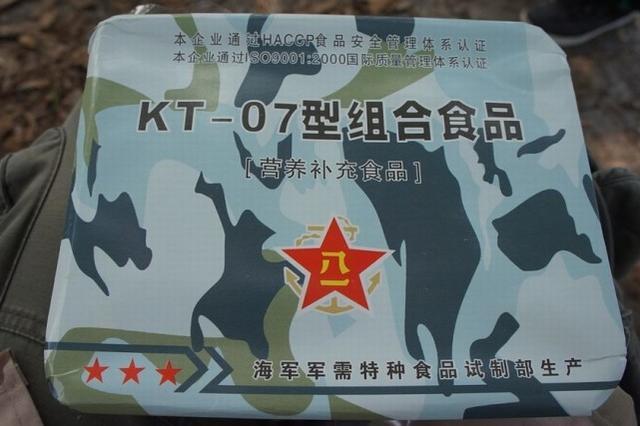 本企业通过HACCP食品安全管理体系认证
本企业通过ISO9001:2000国际质量管理体系认证
KT-07型组合食品
[营养补充食品]
八一
海军军需特种食品试制部生产